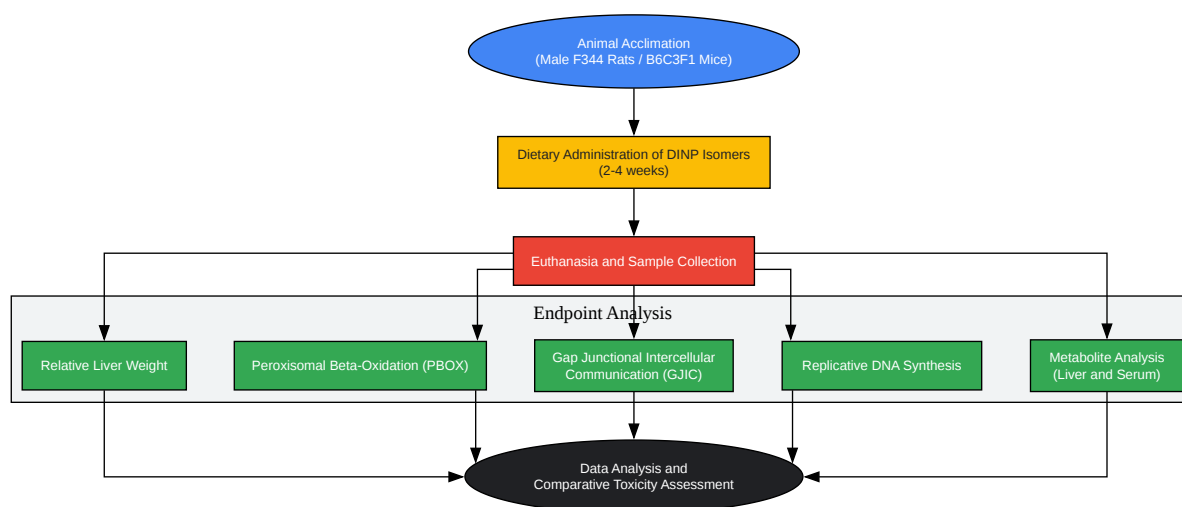 Animal Acclimation
(Male F344 Rats / B6C3F1 Mice)
Dietary Administration of DINP Isomers
(2-4 weeks)
Euthanasia and Sample Collection
Endpoint Analysis
Relative Liver Weight
Peroxisomal Beta-Oxidation (PBOX)
Gap Junctional Intercellular
Communication (GJIC)
Replicative DNA Synthesis
Metabolite Analysis
(Liver and Serum)
Data Analysis and
Comparative Toxicity Assessment